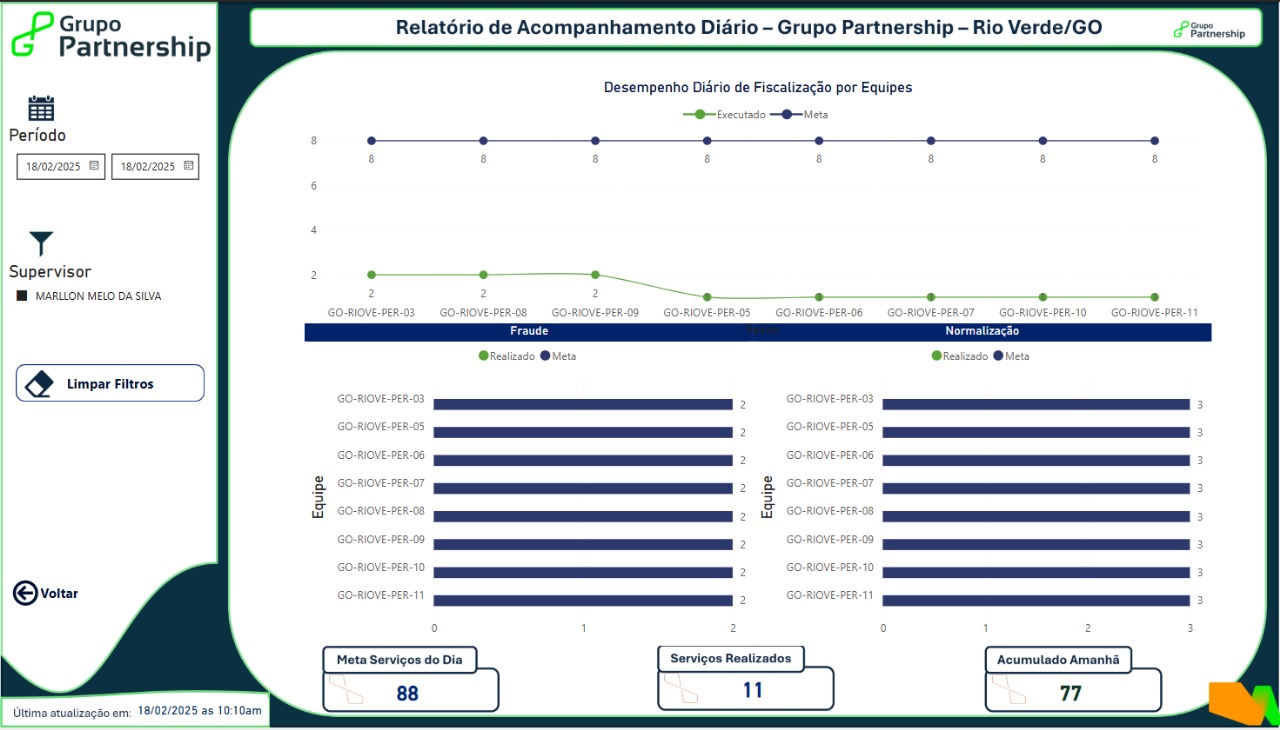 Grupo
Partnership
Relatório de Acompanhamento Diário – Grupo Partnership – Rio Verde/GO
Grupo
Partnership
Período
18/02/2025 18/02/2025
Supervisor
MARLLON MELO DA SILVA
Limpar Filtros
Voltar
Última atualização em: 18/02/2025 as 10:10am
Desempenho Diário de Fiscalização por Equipes
Executado Meta
8
6
4
2
8 8 8 8 8 8 8 8
2 2 2
GO-RIOVE-PER-03 GO-RIOVE-PER-08 GO-RIOVE-PER-09 GO-RIOVE-PER-05 GO-RIOVE-PER-06 GO-RIOVE-PER-07 GO-RIOVE-PER-10 GO-RIOVE-PER-11
Fraude Normalização
Realizado Meta
Equipe
GO-RIOVE-PER-03 2
GO-RIOVE-PER-05 2
GO-RIOVE-PER-06 2
GO-RIOVE-PER-07 2
GO-RIOVE-PER-08 2
GO-RIOVE-PER-09 2
GO-RIOVE-PER-10 2
GO-RIOVE-PER-11 2
0 1 2
Realizado Meta
Equipe
GO-RIOVE-PER-03 3
GO-RIOVE-PER-05 3
GO-RIOVE-PER-06 3
GO-RIOVE-PER-07 3
GO-RIOVE-PER-08 3
GO-RIOVE-PER-09 3
GO-RIOVE-PER-10 3
GO-RIOVE-PER-11 3
0 1 2 3
Meta Serviços do Dia
88
Serviços Realizados
11
Acumulado Amanhã
77